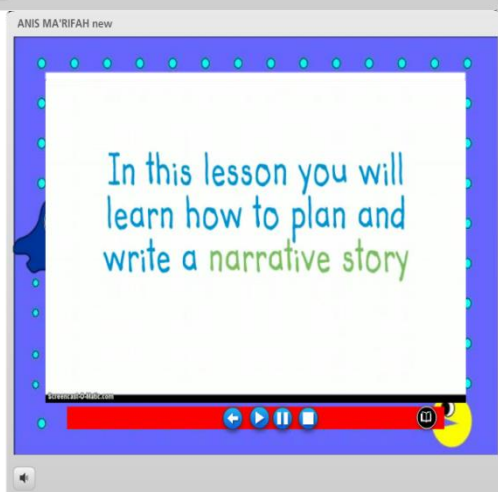 ANIS MA'RIFAH new
In this lesson you will
learn how to plan and
write a narrative story
Screencast-O-Matic.com